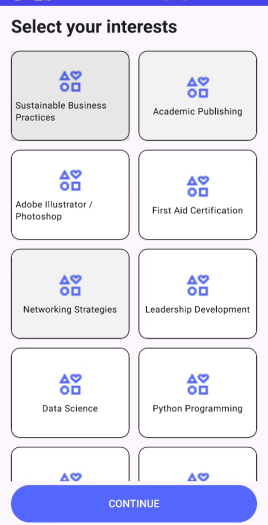 Select your interests
Sustainable Business
Practices
Academic Publishing
Adobe Illustrator /
Photoshop
First Aid Certification
Networking Strategies
Leadership Development
Data Science
Python Programming
CONTINUE